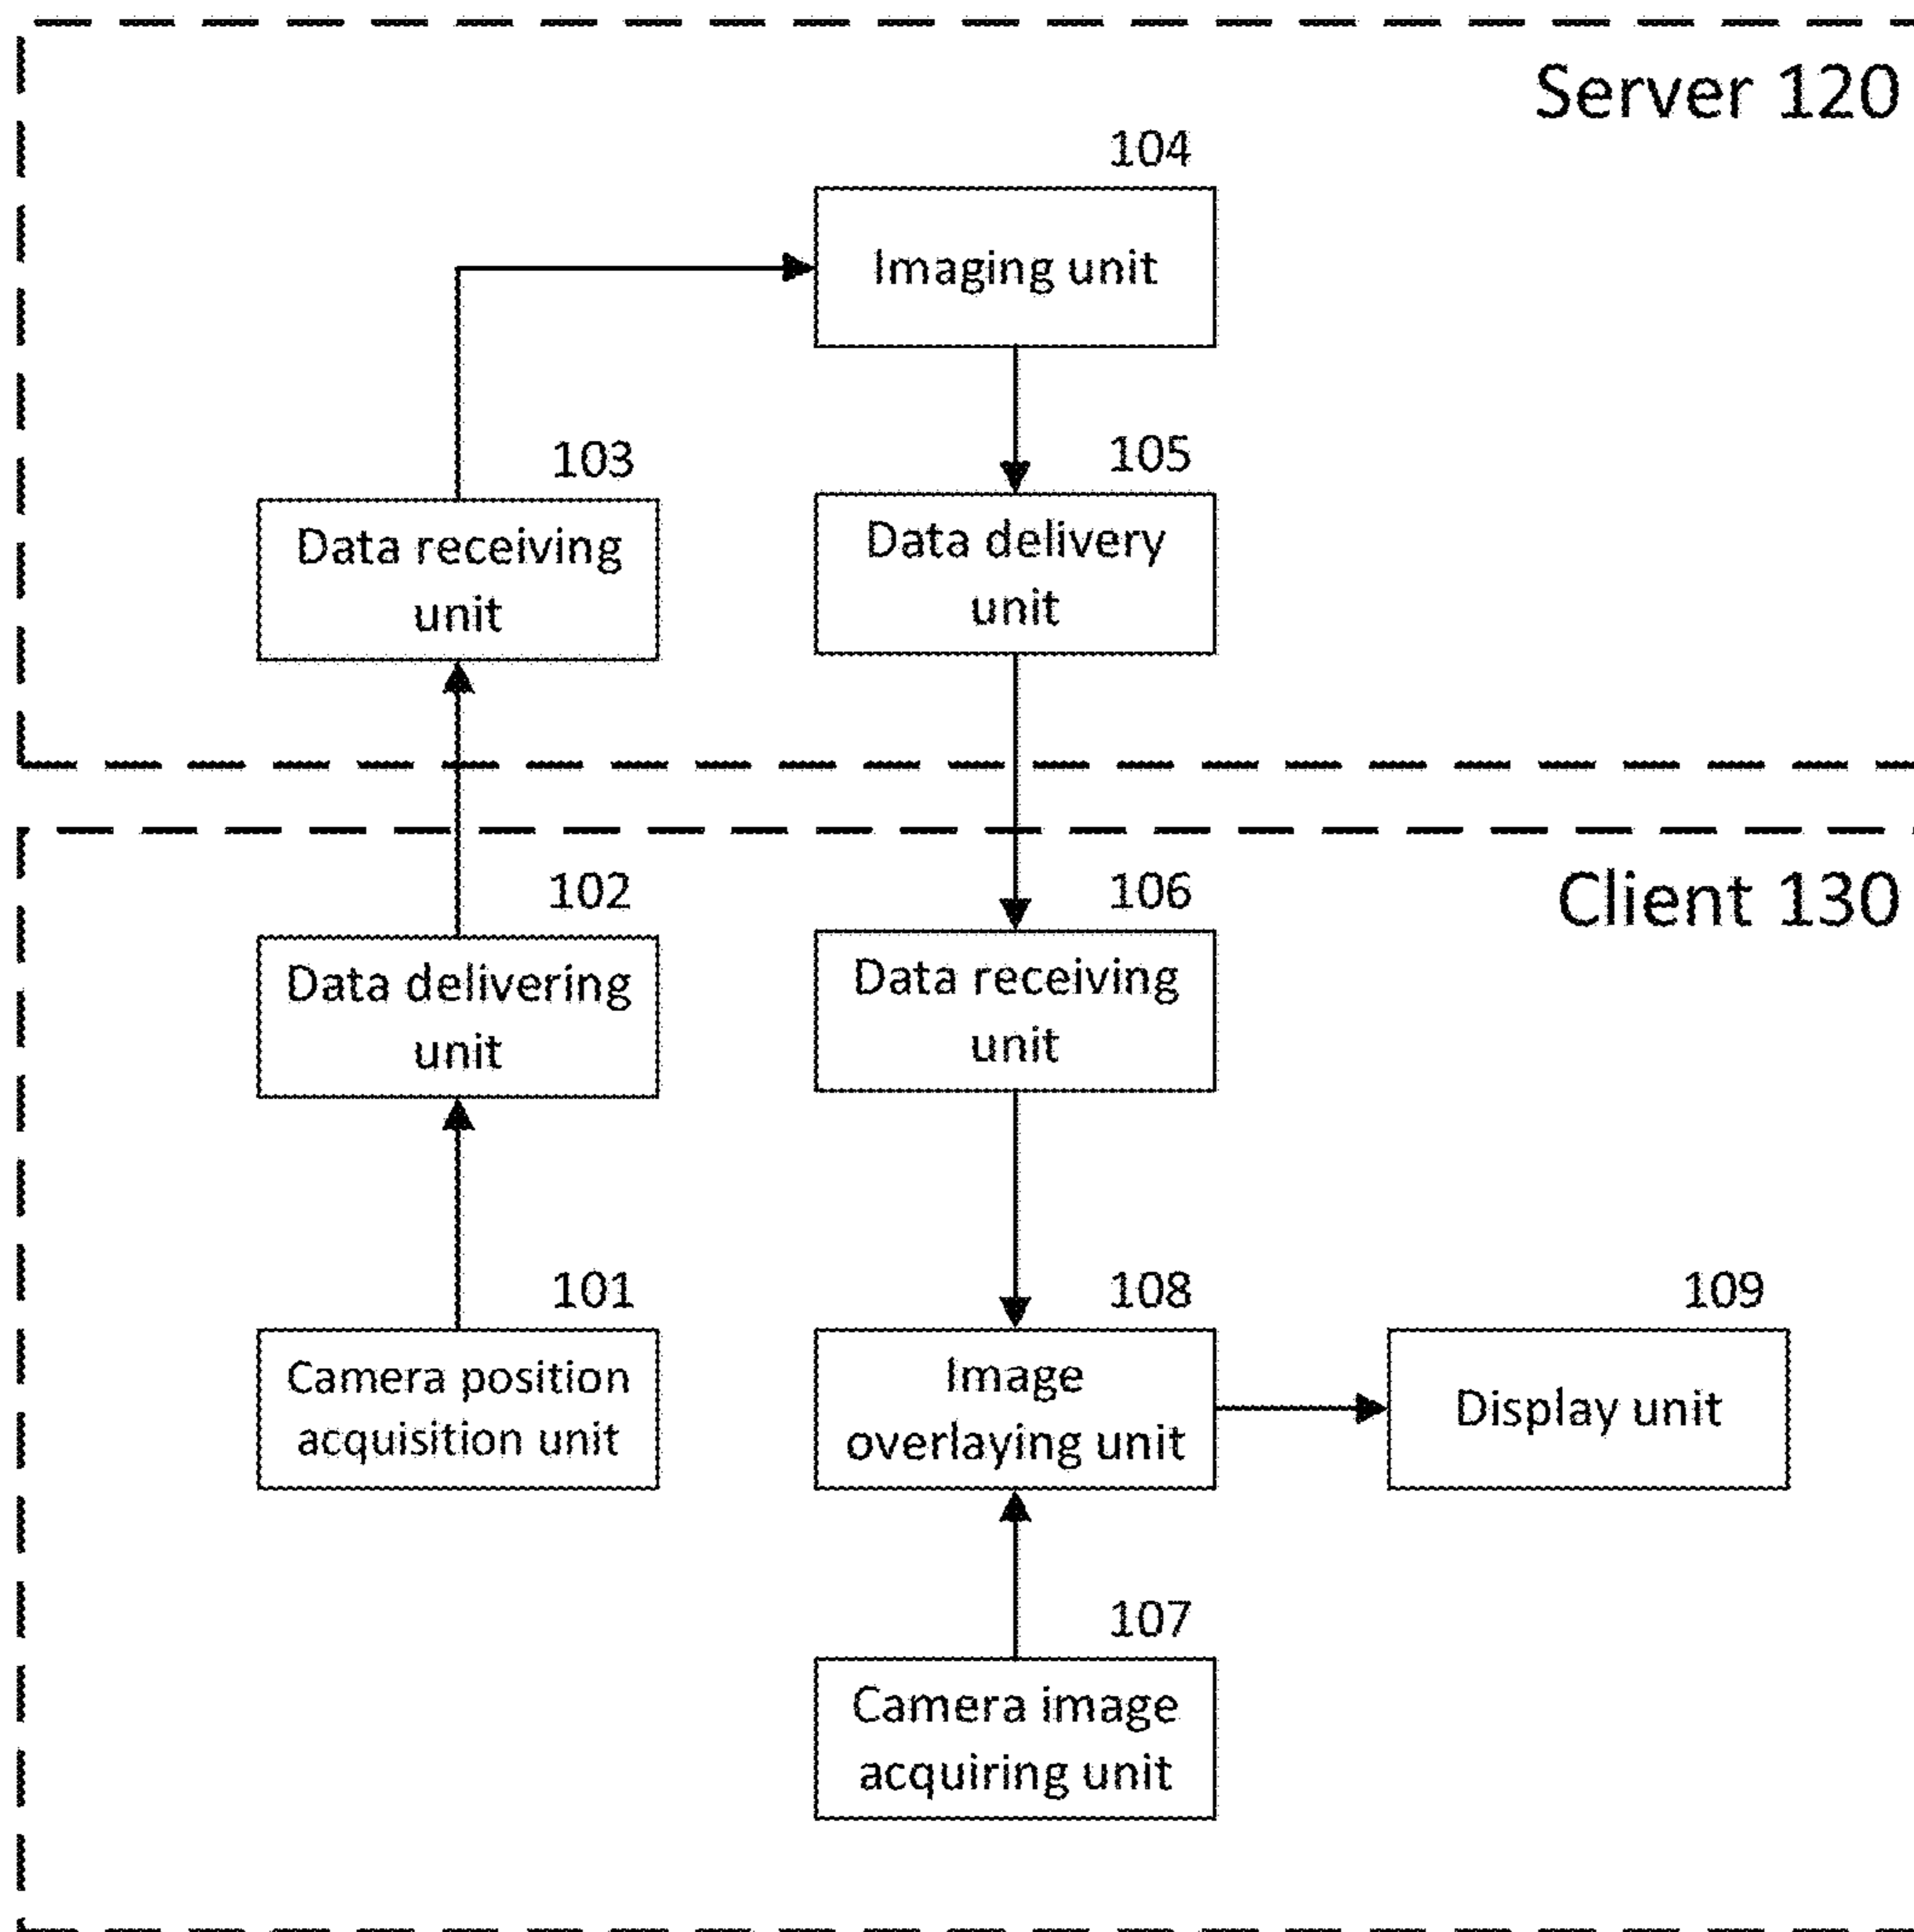 Server 120
104
Imaging unit
103
Data receiving
unit
105
Data delivery
unit
Client 130
102
Data delivering
unit
106
Data receiving
unit
101
Camera position
acquisition unit
108
Image
overlaying unit
109
Display unit
107
Camera image
acquiring unit